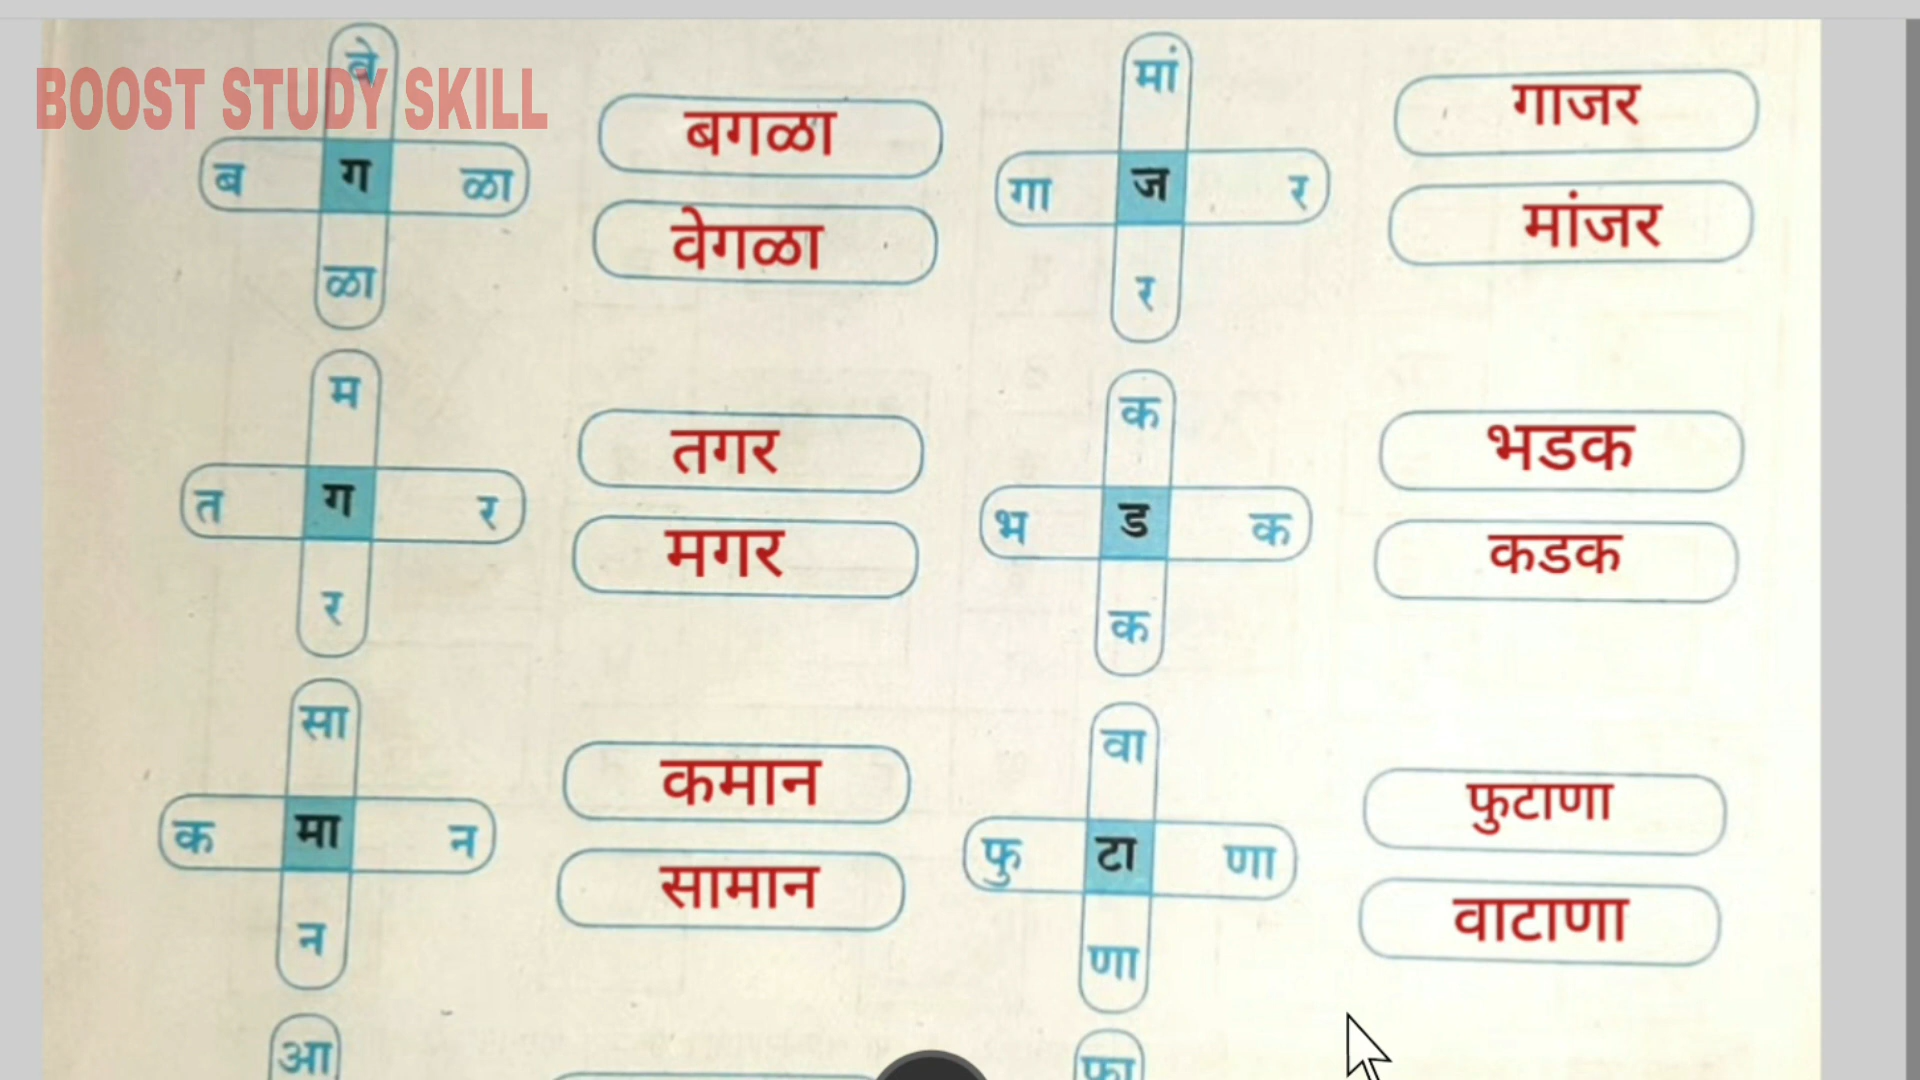 BOOST STUDY SKILL
वे
ब ग ळा
ळा
बगळा
वेगळा
मां
गा ज र
र
गाजर
मांजर
म
त ग र
र
तगर
मगर
क
भ ड क
क
भडक
कडक
सा
क मा न
न
कमान
सामान
वा
फु टा णा
णा
फुटाणा
वाटाणा
आ
फा